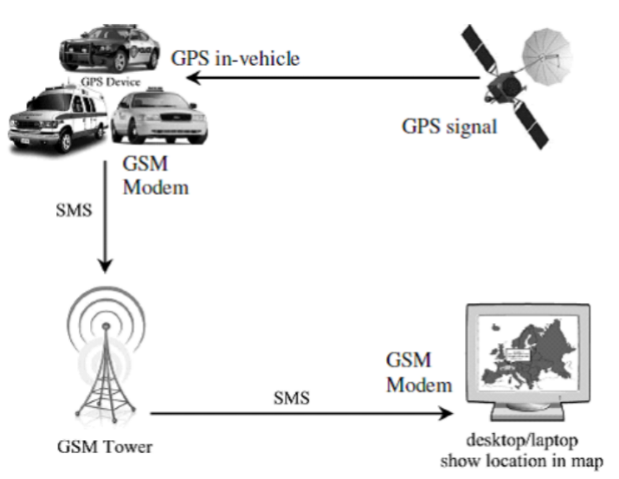 GPS in-vehicle
GPS Device
GPS signal
GSM
Modem
SMS
GSM
Modem
SMS
GSM Tower
desktop/laptop
show location in map